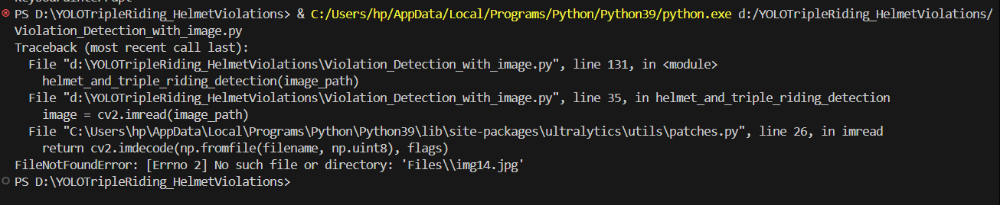 PS D:\YOLOTripleRiding_HelmetViolations> & C:/Users/hp/AppData/Local/Programs/Python/Python39/python.exe d:/YOLOTripleRiding_HelmetViolations/
Violation_Detection_with_image.py
Traceback (most recent call last):
  File "d:\YOLOTripleRiding_HelmetViolations\Violation_Detection_with_image.py", line 131, in <module>
    helmet_and_triple_riding_detection(image_path)
  File "d:\YOLOTripleRiding_HelmetViolations\Violation_Detection_with_image.py", line 35, in helmet_and_triple_riding_detection
    image = cv2.imread(image_path)
  File "C:\Users\hp\AppData\Local\Programs\Python\Python39\lib\site-packages\ultralytics\utils\patches.py", line 26, in imread
    return cv2.imdecode(np.fromfile(filename, np.uint8), flags)
FileNotFoundError: [Errno 2] No such file or directory: 'Files\\img14.jpg'
PS D:\YOLOTripleRiding_HelmetViolations>